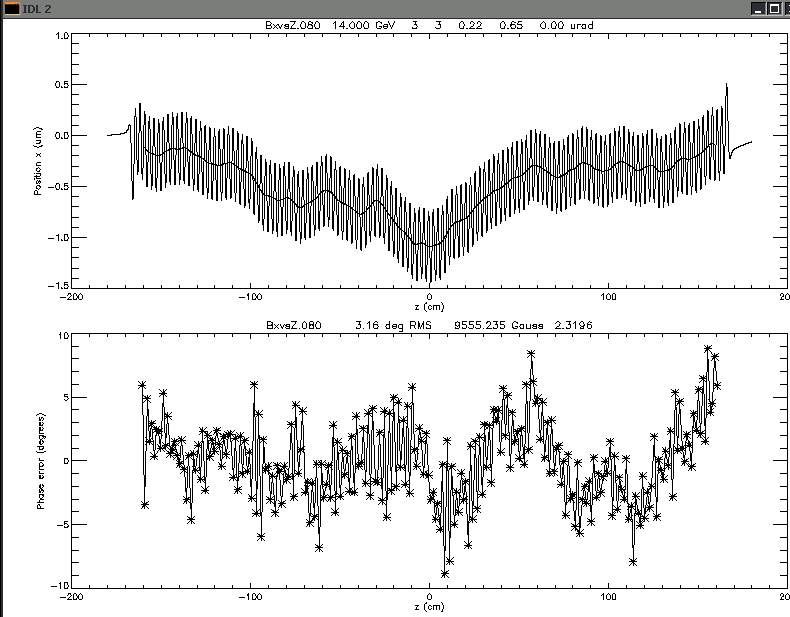 IDL 2
BxvsZ.080 14.000 GeV 3 3 0.22 0.65 0.00 urad
1.0
0.5
0.0
-0.5
-1.0
-1.5
Position x (um)
-200 -100 0 100 20
z (cm)
BxvsZ.080 3.16 deg RMS 9555.235 Gauss 2.3196
10
5
0
-5
-10
Phase error (degrees)
-200 -100 0 100 20
z (cm)